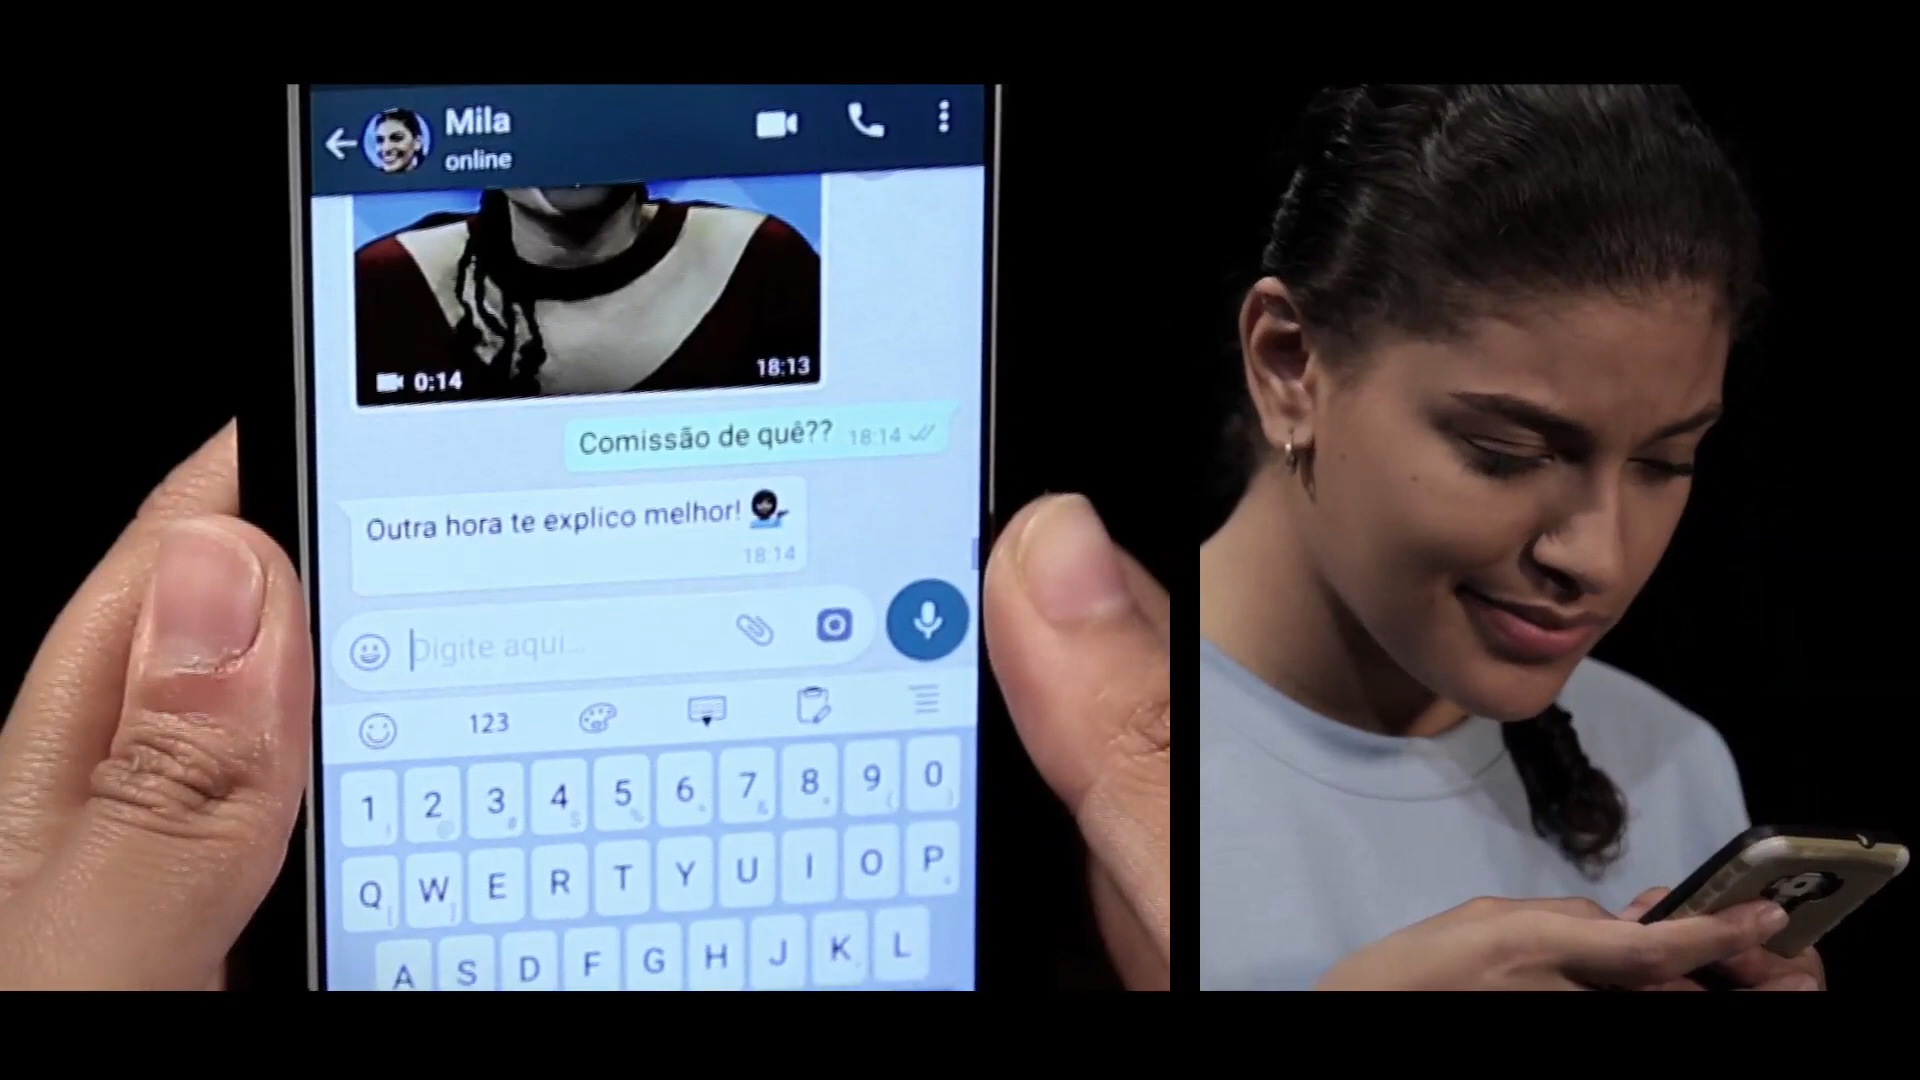 Mila
online
0:14 18:13
Comissão de quê?? 18:14
Outra hora te explico melhor!
18:14
Digite aqui...
123
1 2 3 4 5 6 7 8 9 0
Q W E R T Y U I O P
A S D F G H J K L